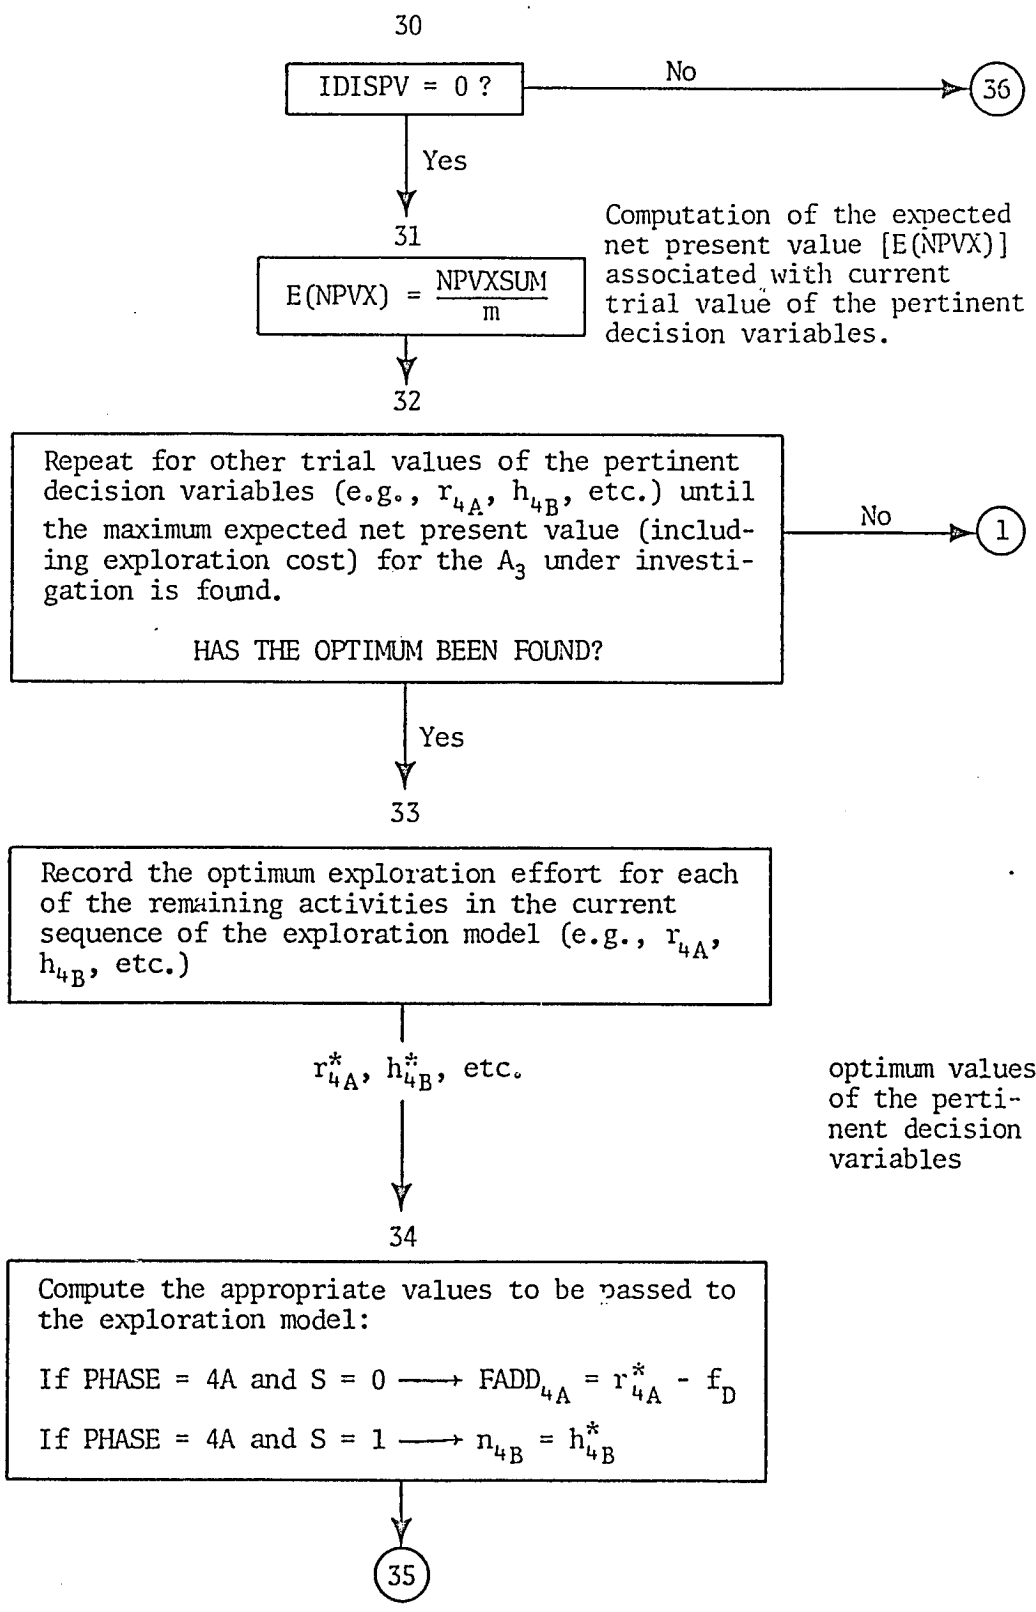 30
IDISPV = 0 ?
No
36
Yes
31
Computation of the expected
net present value [E(NPVX)]
associated with current
trial value of the pertinent
decision variables.
E(NPVX) = NPVXSUM / m
32
Repeat for other trial values of the pertinent
decision variables (e.g., r₄A, h₄B, etc.) until
the maximum expected net present value (includ-
ing exploration cost) for the A₃ under investi-
gation is found.
HAS THE OPTIMUM BEEN FOUND?
No
1
Yes
33
Record the optimum exploration effort for each
of the remaining activities in the current
sequence of the exploration model (e.g., r₄A,
h₄B, etc.)
r*₄A, h*₄B, etc.
optimum values
of the perti-
nent decision
variables
34
Compute the appropriate values to be passed to
the exploration model:
If PHASE = 4A and S = 0 ⟶ FADD₄A = r*₄A - f_D
If PHASE = 4A and S = 1 ⟶ n₄B = h*₄B
35